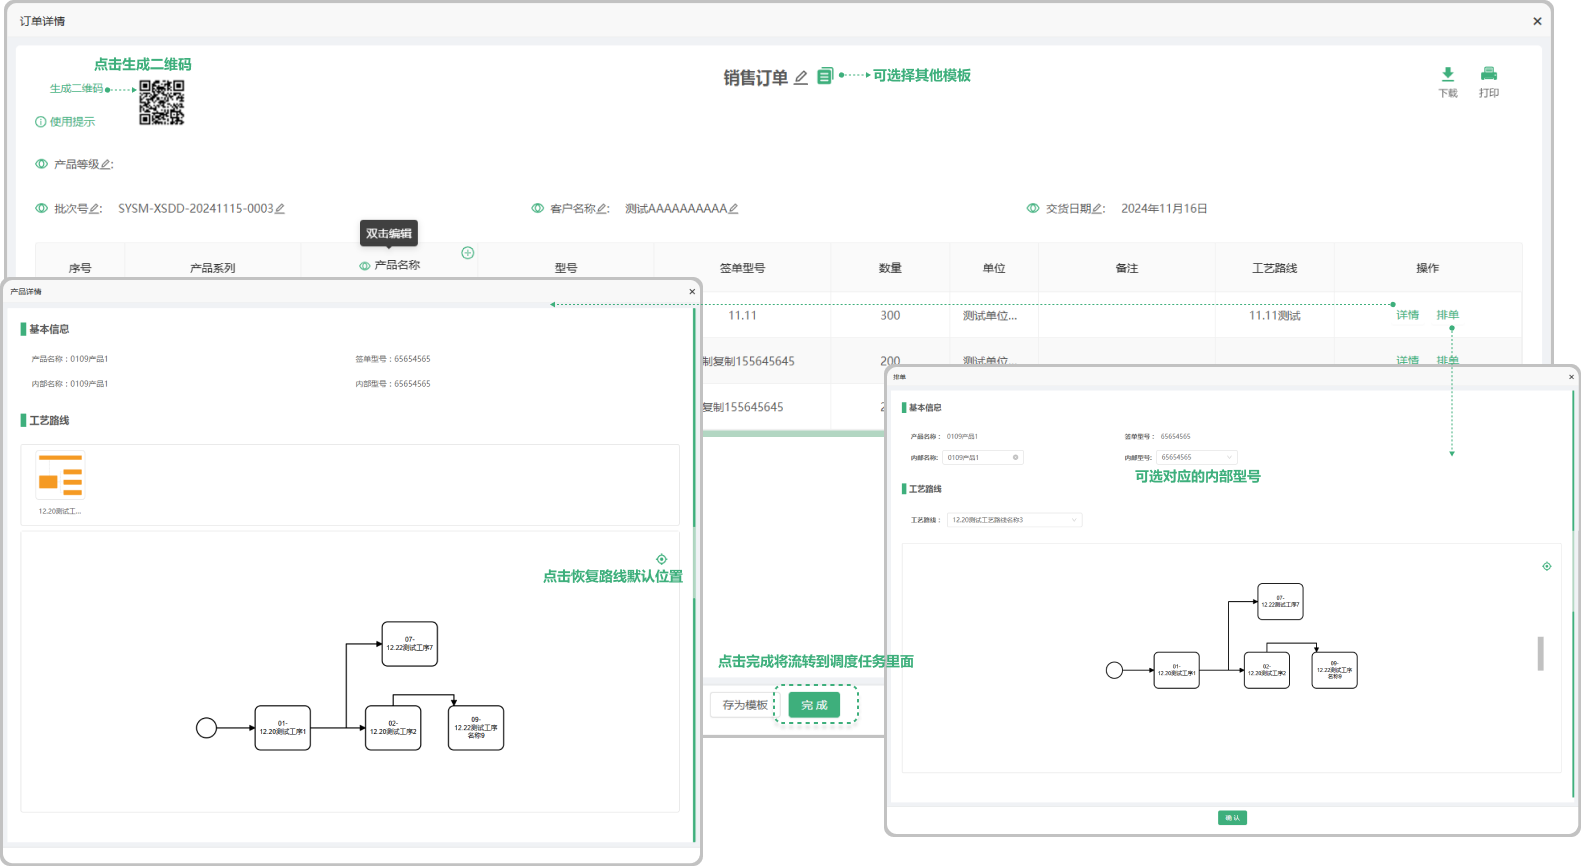 订单详情
点击生成二维码
生成二维码
使用提示
销售订单
可选择其他模板
下载
打印
产品等级:
批次号: SYSM-XSDD-20241115-0003
客户名称: 测试AAAAAAAAAA
交货日期: 2024年11月16日
双击编辑
序号 产品系列 产品名称 型号 签单型号 数量 单位 备注 工艺路线 操作
11.11 300 测试单位... 11.11测试 详情 排单
制复制155645645 200 测试单位 详情 排单
复制155645645 2
产品详情
基本信息
产品名称：0109产品1 签单型号：65654565
内部名称：0109产品1 内部型号：65654565
工艺路线
12.20测试工...
点击恢复路线默认位置
07-
12.22测试工序7
01-
12.20测试工序1
02-
12.20测试工序2
09-
12.22测试工序
名称9
点击完成将流转到调度任务里面
存为模板
完成
排单
基本信息
产品名称： 0109产品1 签单型号： 65654565
内部名称: 0109产品1 内部型号: 65654565
可选对应的内部型号
工艺路线
工艺路线： 12.20测试工艺路线名称3
07-
12.22测试工序7
01-
12.20测试工序1
02-
12.20测试工序2
09-
12.22测试工序
名称9
确认